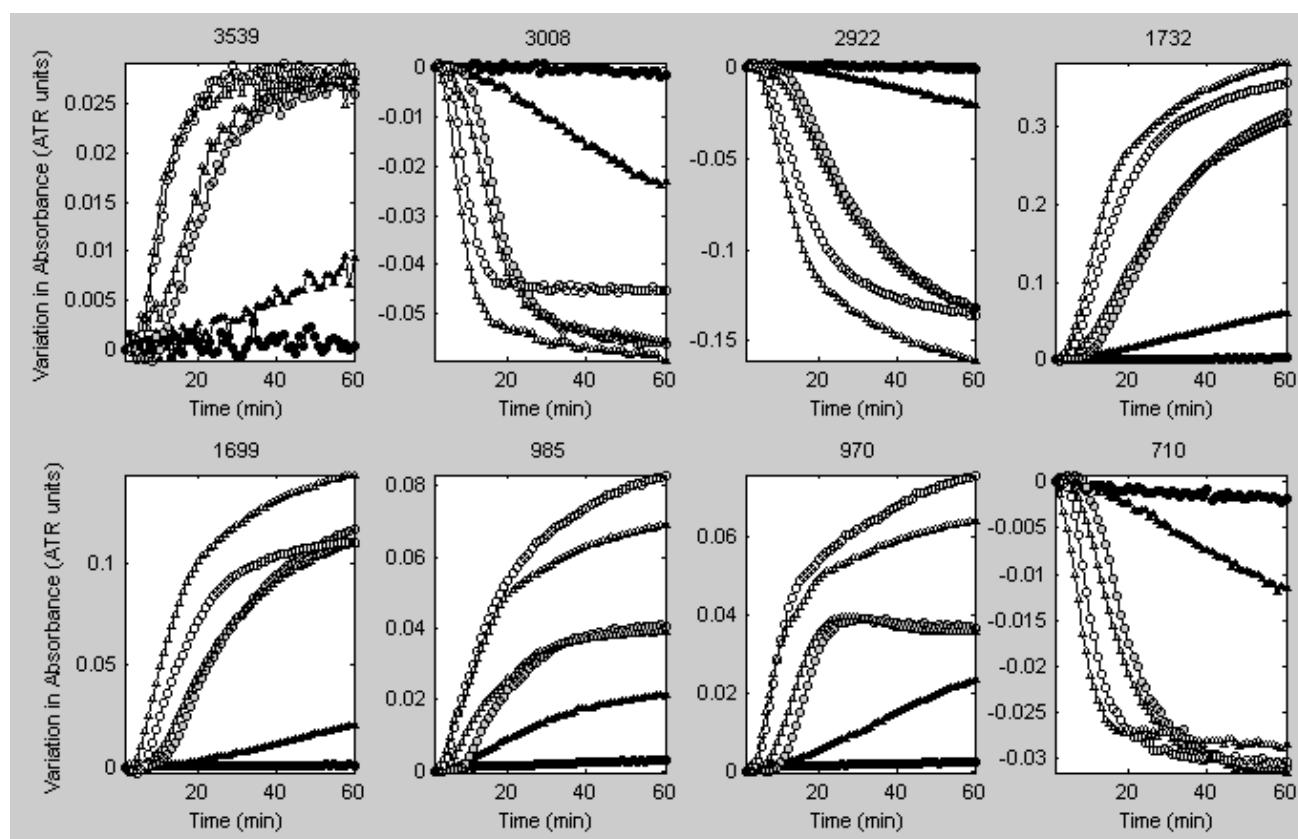 3539 3008 2922 1732
Variation in Absorbance (ATR units)
0.025
0.02
0.015
0.01
0.005
0
20 40 60
Time (min)
0
-0.01
-0.02
-0.03
-0.04
-0.05
20 40 60
Time (min)
0
-0.05
-0.1
-0.15
20 40 60
Time (min)
0.3
0.2
0.1
0
20 40 60
Time (min)
1699 985 970 710
Variation in Absorbance (ATR units)
0.1
0.05
0
20 40 60
Time (min)
0.08
0.06
0.04
0.02
0
20 40 60
Time (min)
0.06
0.04
0.02
0
20 40 60
Time (min)
0
-0.005
-0.01
-0.015
-0.02
-0.025
-0.03
20 40 60
Time (min)